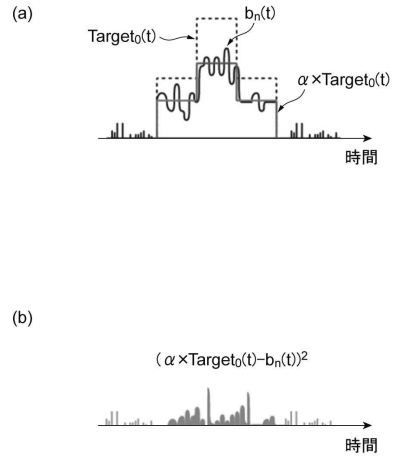 (a)
bₙ(t)
Target₀(t)
α×Target₀(t)
時間
(b)
(α×Target₀(t)−bₙ(t))²
時間